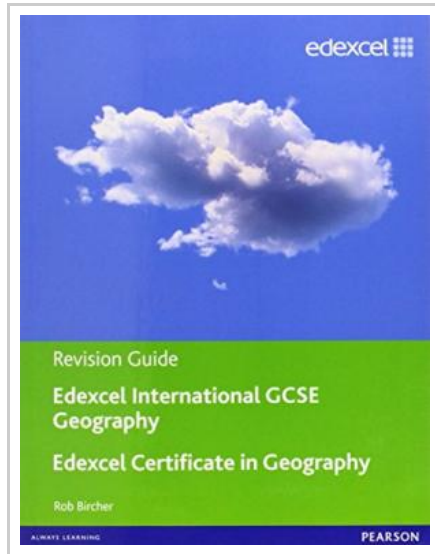 edexcel
Revision Guide
Edexcel International GCSE
Geography
Edexcel Certificate in Geography
Rob Bircher
ALWAYS LEARNING
PEARSON